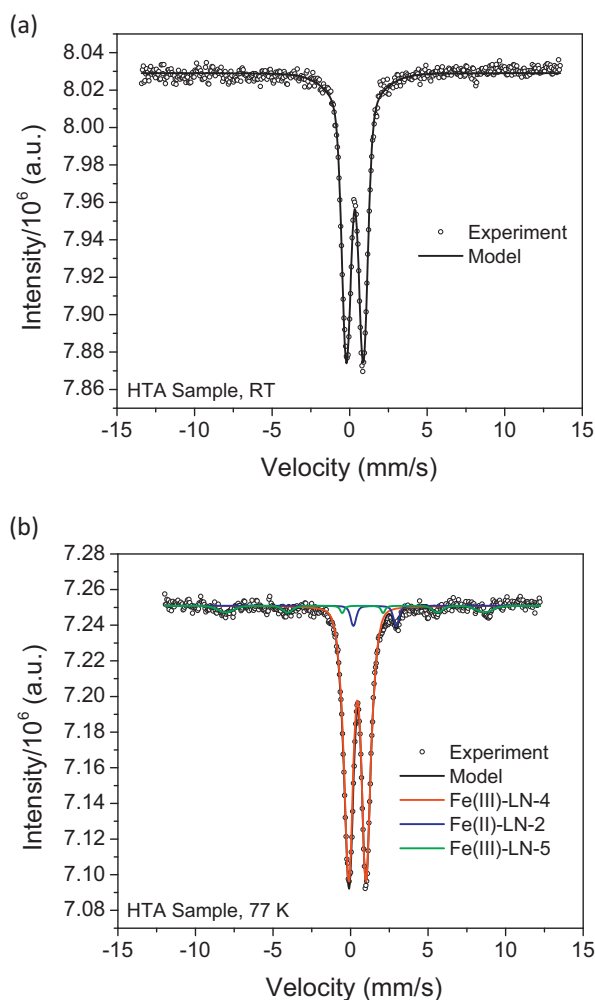 (a)
8.04
8.02
8.00
7.98
7.96
7.94
7.92
7.90
7.88
7.86
Intensity/10⁶ (a.u.)
Experiment
Model
HTA Sample, RT
-15 -10 -5 0 5 10 15
Velocity (mm/s)
(b)
7.28
7.26
7.24
7.22
7.20
7.18
7.16
7.14
7.12
7.10
7.08
Intensity/10⁶ (a.u.)
Experiment
Model
Fe(III)-LN-4
Fe(II)-LN-2
Fe(III)-LN-5
HTA Sample, 77 K
-15 -10 -5 0 5 10 15
Velocity (mm/s)